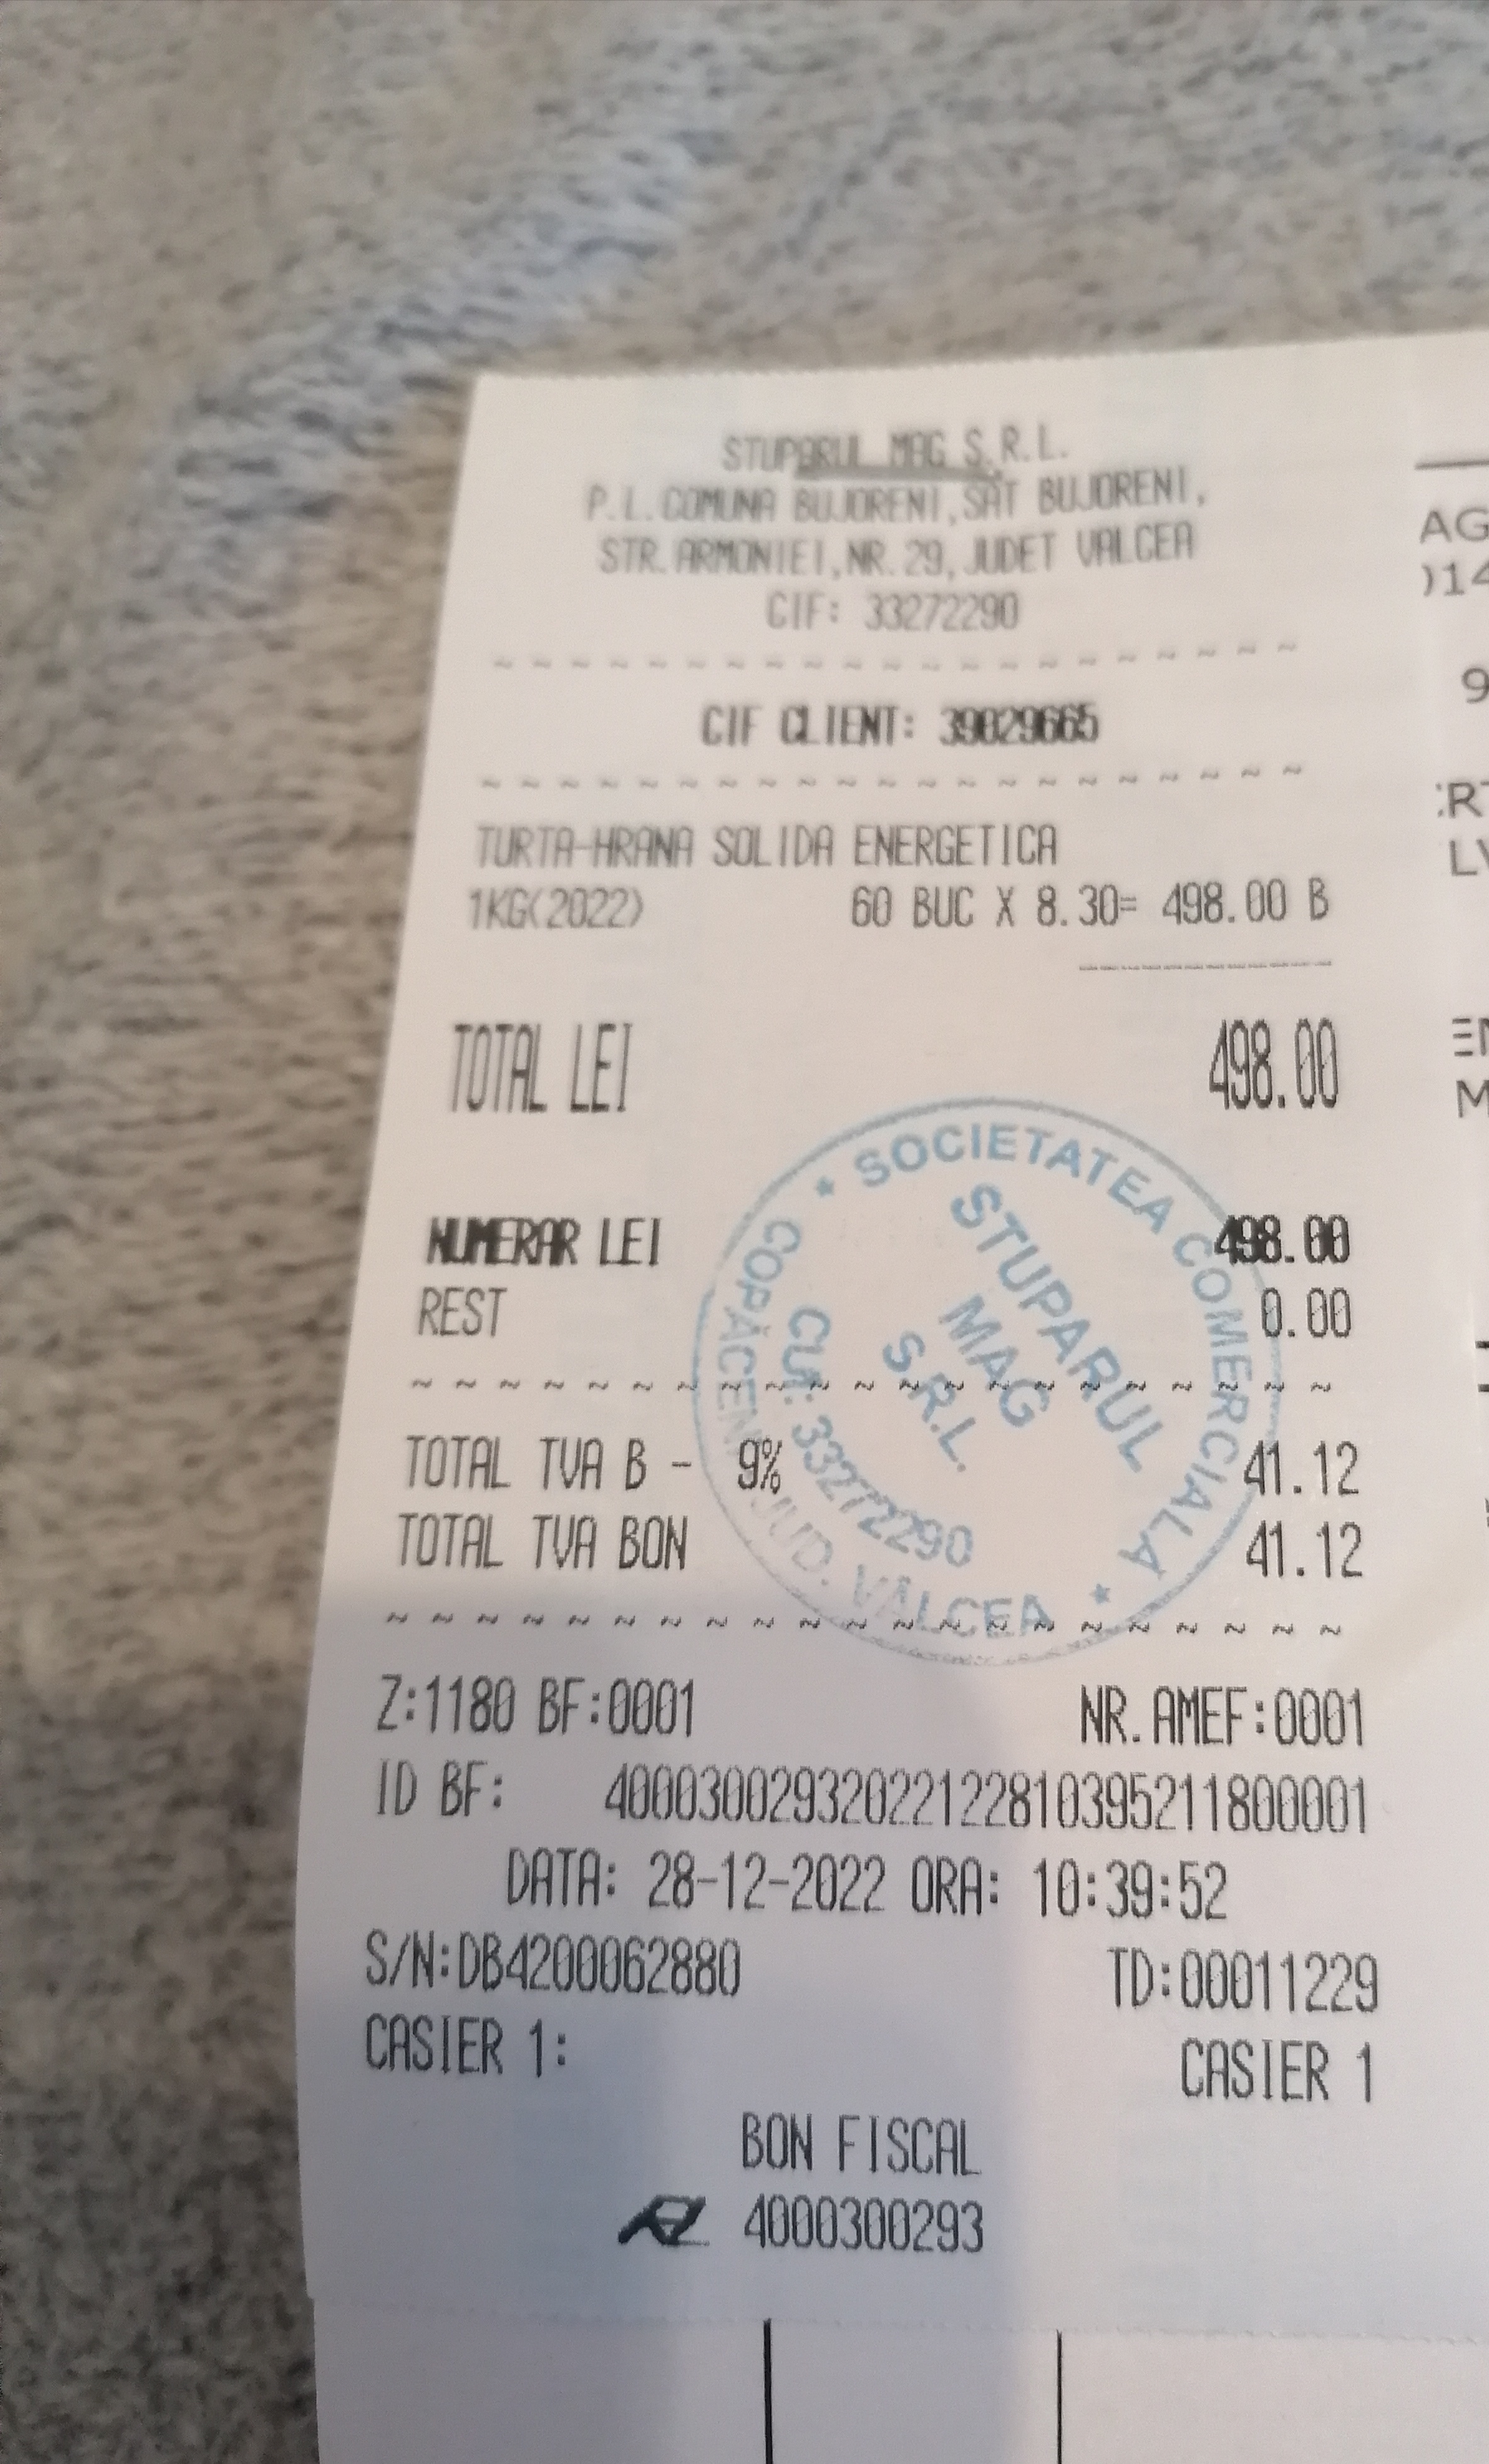 STUPARUL MAG S.R.L.
P.L.COMUNA BUJORENI,SAT BUJORENI,
STR.ARMONIEI,NR.29,JUDET VALCEA
CIF: 33272290
~ ~ ~ ~ ~ ~ ~ ~ ~ ~ ~ ~ ~ ~ ~ ~ ~ ~ ~ ~ ~
CIF CLIENT: 39029665
~ ~ ~ ~ ~ ~ ~ ~ ~ ~ ~ ~ ~ ~ ~ ~ ~ ~ ~ ~ ~
TURTA-HRANA SOLIDA ENERGETICA
1KG(2022) 60 BUC X 8.30= 498.00 B
TOTAL LEI 498.00
NUMERAR LEI 498.00
REST 0.00
~ ~ ~ ~ ~ ~ ~ ~ ~ ~ ~ ~ ~ ~ ~ ~ ~ ~ ~ ~ ~
TOTAL TVA B - 9% 41.12
TOTAL TVA BON 41.12
~ ~ ~ ~ ~ ~ ~ ~ ~ ~ ~ ~ ~ ~ ~ ~ ~ ~ ~ ~ ~
* SOCIETATEA COMERCIALA *
COPĂCENI JUD. VÂLCEA
STUPARUL
MAG
S.R.L.
CUI: 33272290
Z:1180 BF:0001 NR.AMEF:0001
ID BF: 40003002932022122810395211800001
DATA: 28-12-2022 ORA: 10:39:52
S/N:DB4200062880 TD:00011229
CASIER 1: CASIER 1
BON FISCAL
4000300293